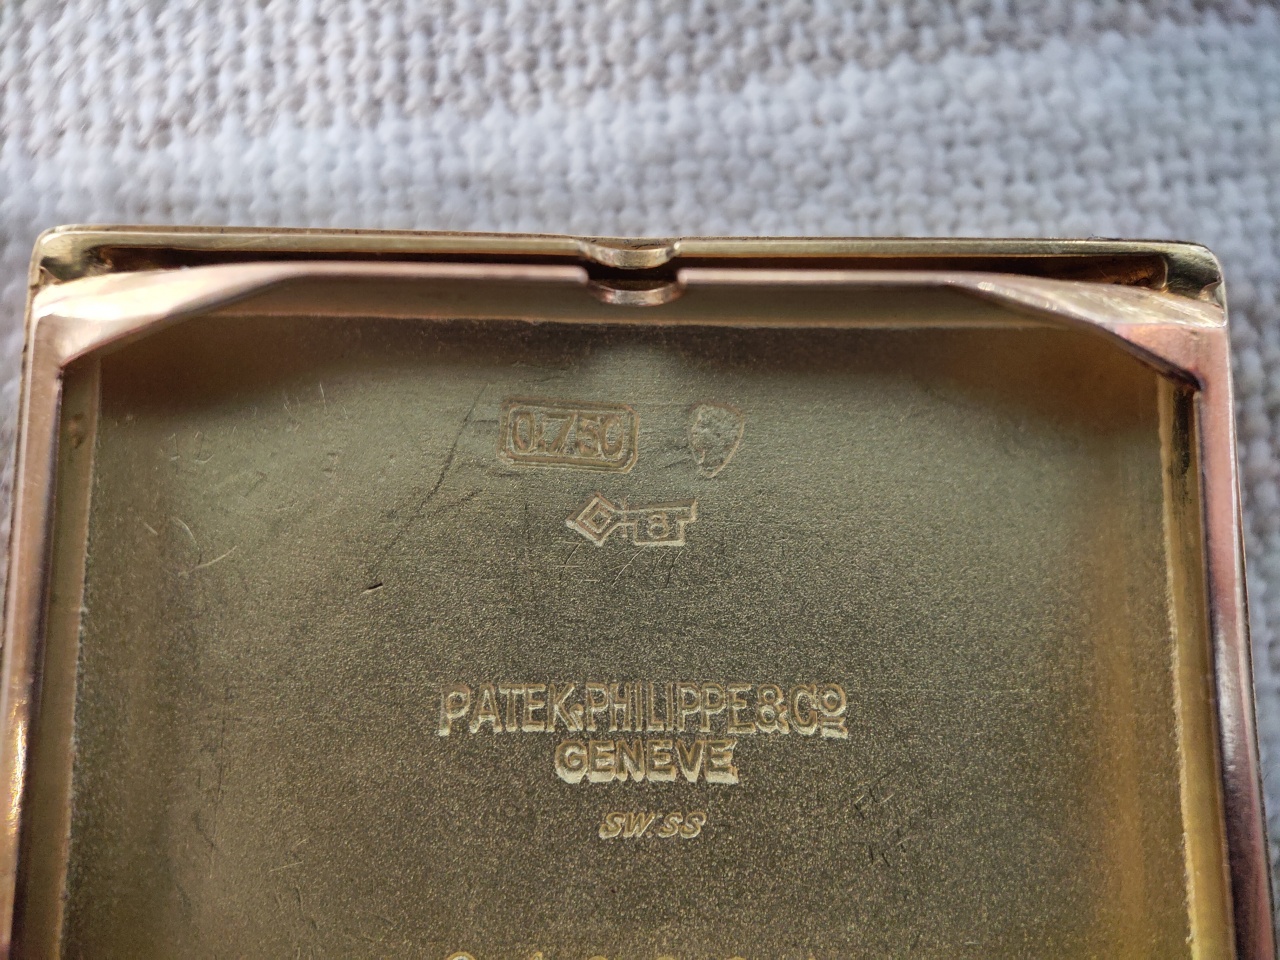 0.750
8
PATEK·PHILIPPE&Cº
GENEVE
SWISS